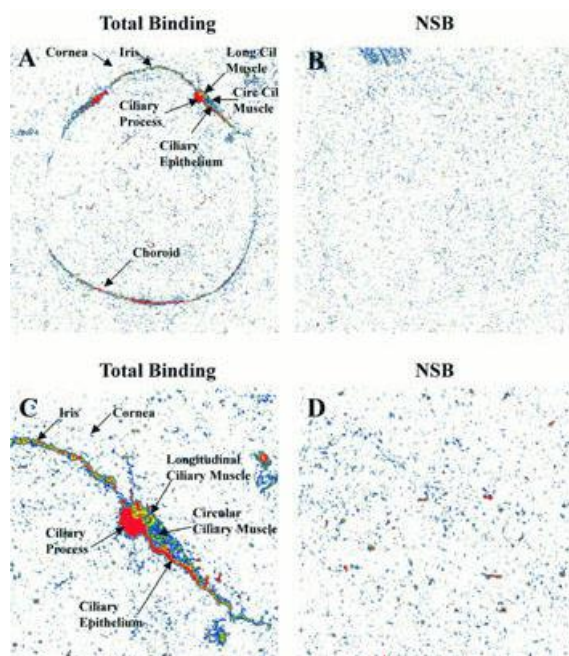 Total Binding
NSB
A
Cornea
Iris
Long Cil
Muscle
Circ Cil
Muscle
Ciliary
Process
Ciliary
Epithelium
Choroid
B
Total Binding
NSB
C
Iris
Cornea
Longitudinal
Ciliary Muscle
Circular
Ciliary Muscle
Ciliary
Process
Ciliary
Epithelium
D